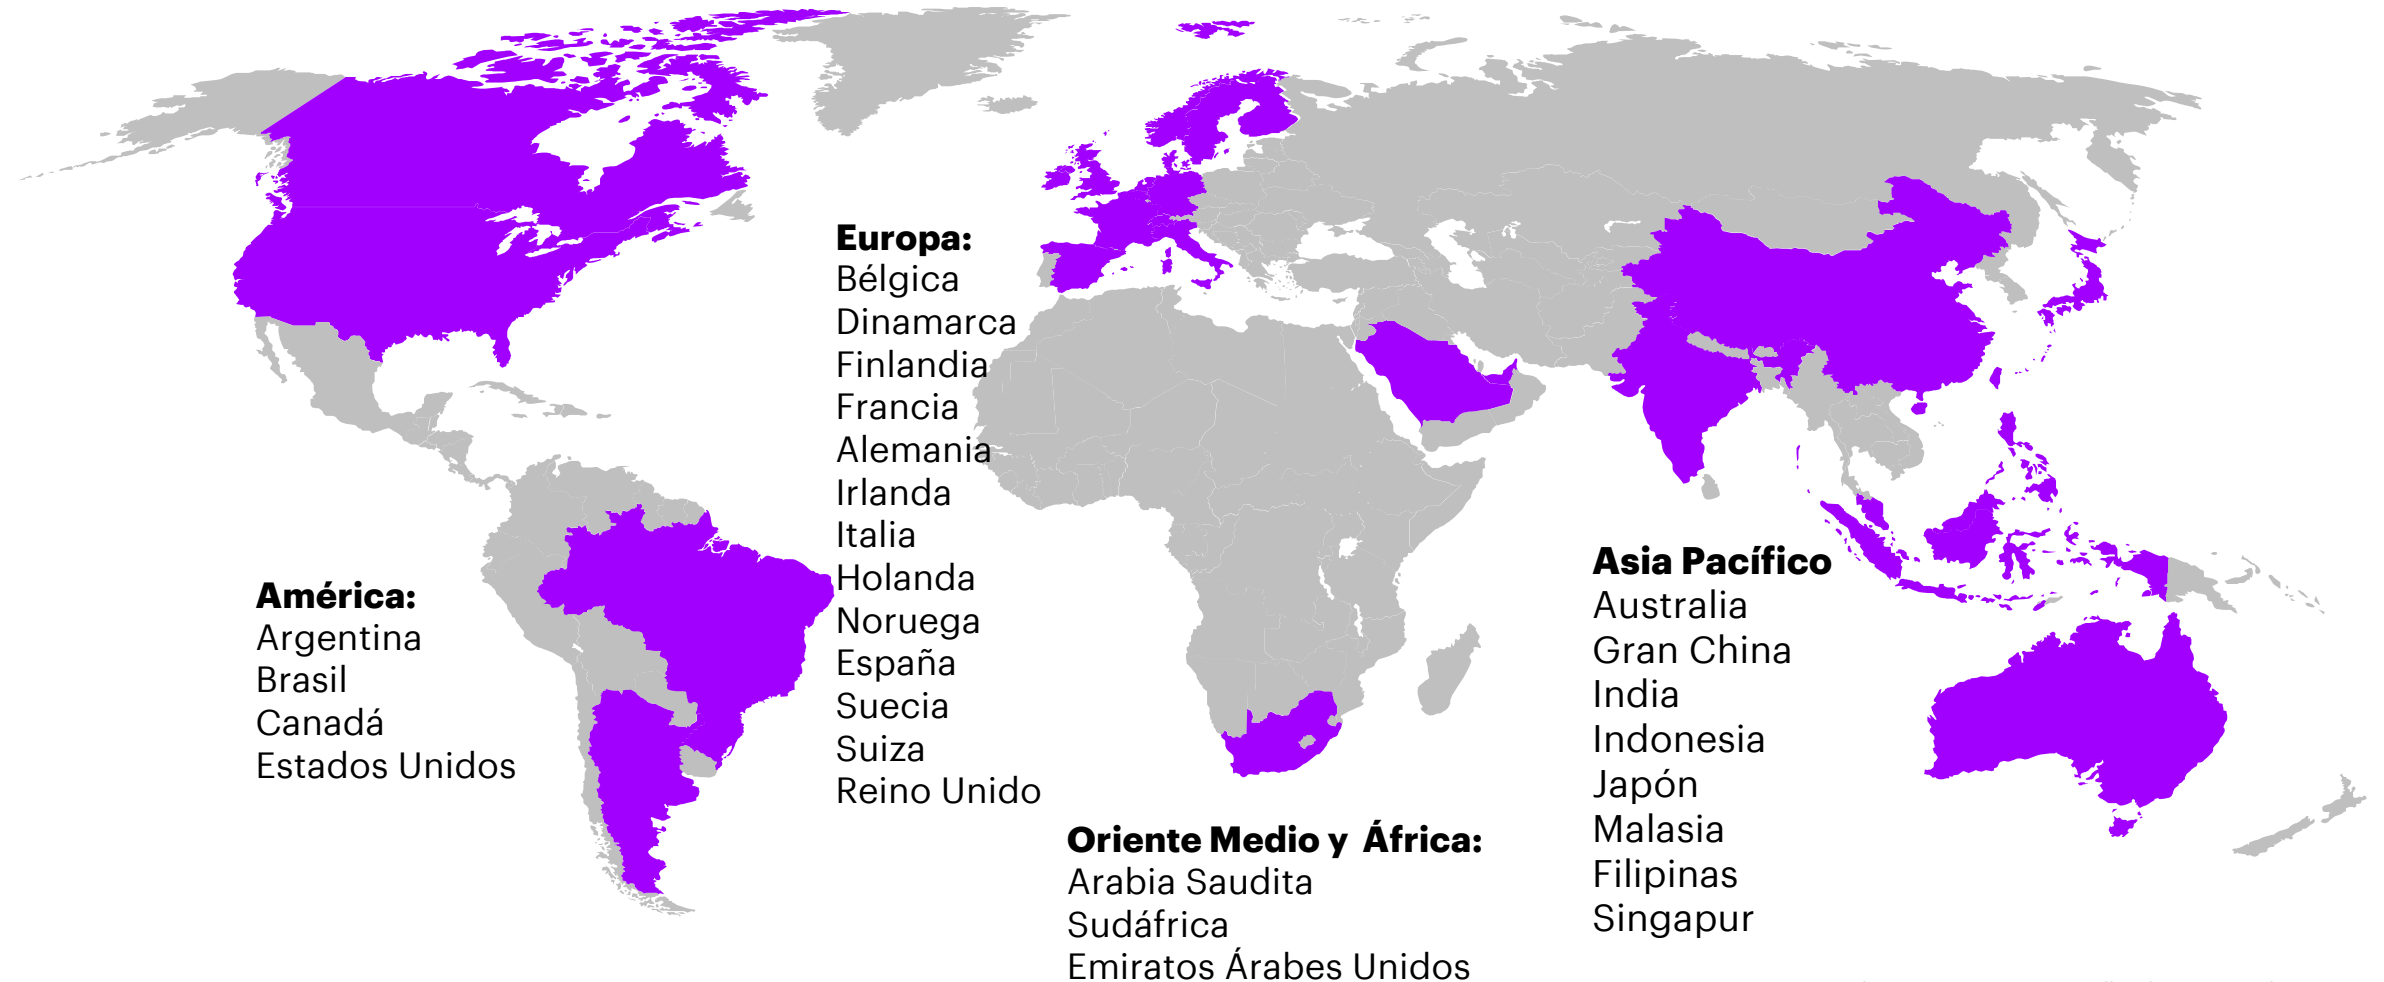 América:
Argentina
Brasil
Canadá
Estados Unidos
Europa:
Bélgica
Dinamarca
Finlandia
Francia
Alemania
Irlanda
Italia
Holanda
Noruega
España
Suecia
Suiza
Reino Unido
Oriente Medio y África:
Arabia Saudita
Sudáfrica
Emiratos Árabes Unidos
Asia Pacífico
Australia
Gran China
India
Indonesia
Japón
Malasia
Filipinas
Singapur